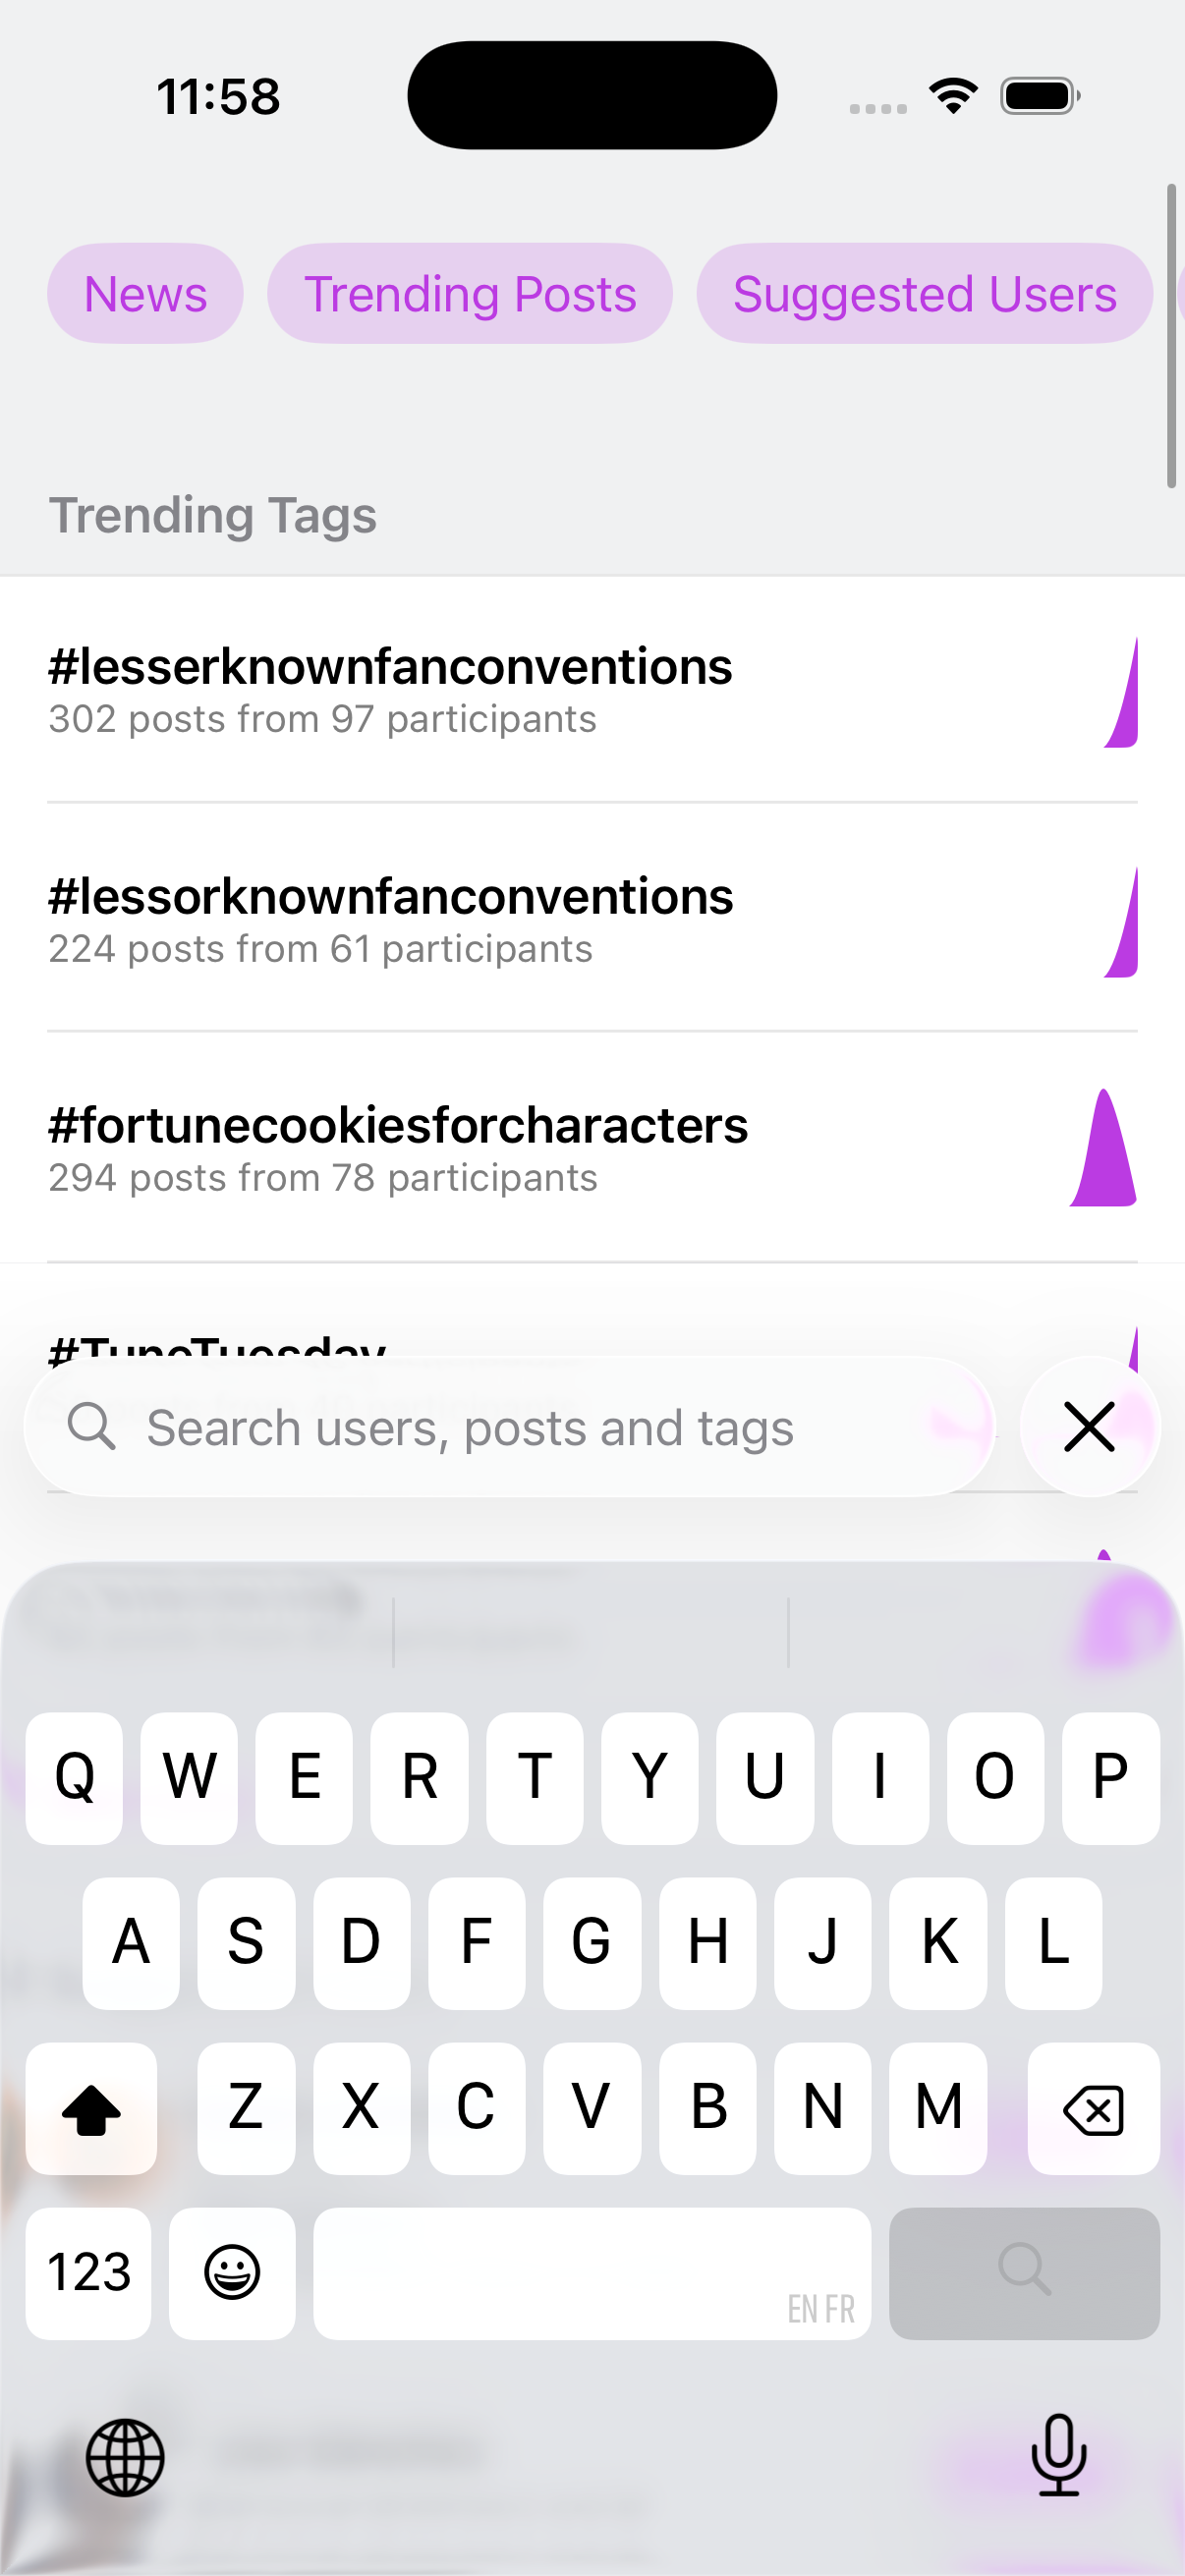 11:58
News Trending Posts Suggested Users
Trending Tags
#lesserknownfanconventions
302 posts from 97 participants
#lessorknownfanconventions
224 posts from 61 participants
#fortunecookiesforcharacters
294 posts from 78 participants
#TuneTuesday
Search users, posts and tags
Q W E R T Y U I O P
A S D F G H J K L
Z X C V B N M
123
EN FR